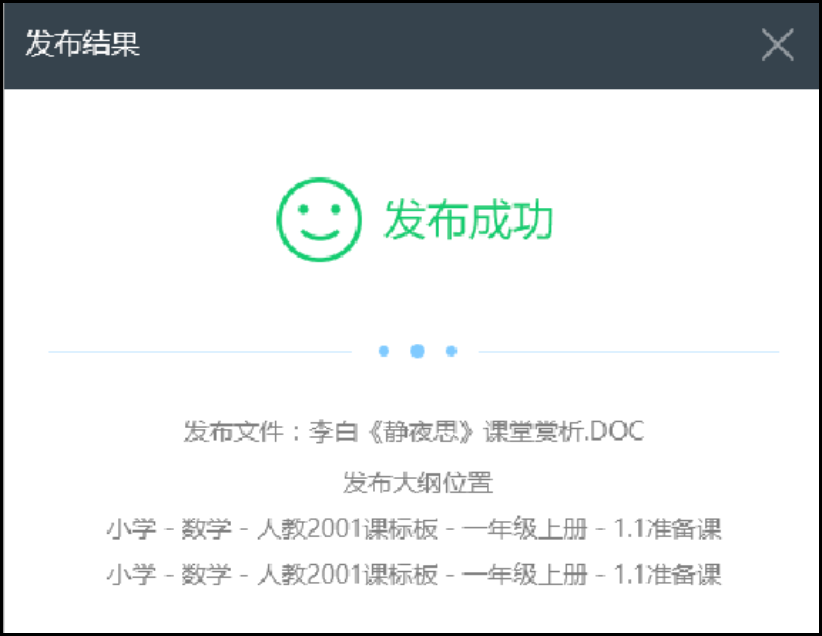 发布结果
发布成功
发布文件：李白《静夜思》课堂赏析.DOC
发布大纲位置
小学 - 数学 - 人教2001课标板 - 一年级上册 - 1.1准备课
小学 - 数学 - 人教2001课标板 - 一年级上册 - 1.1准备课